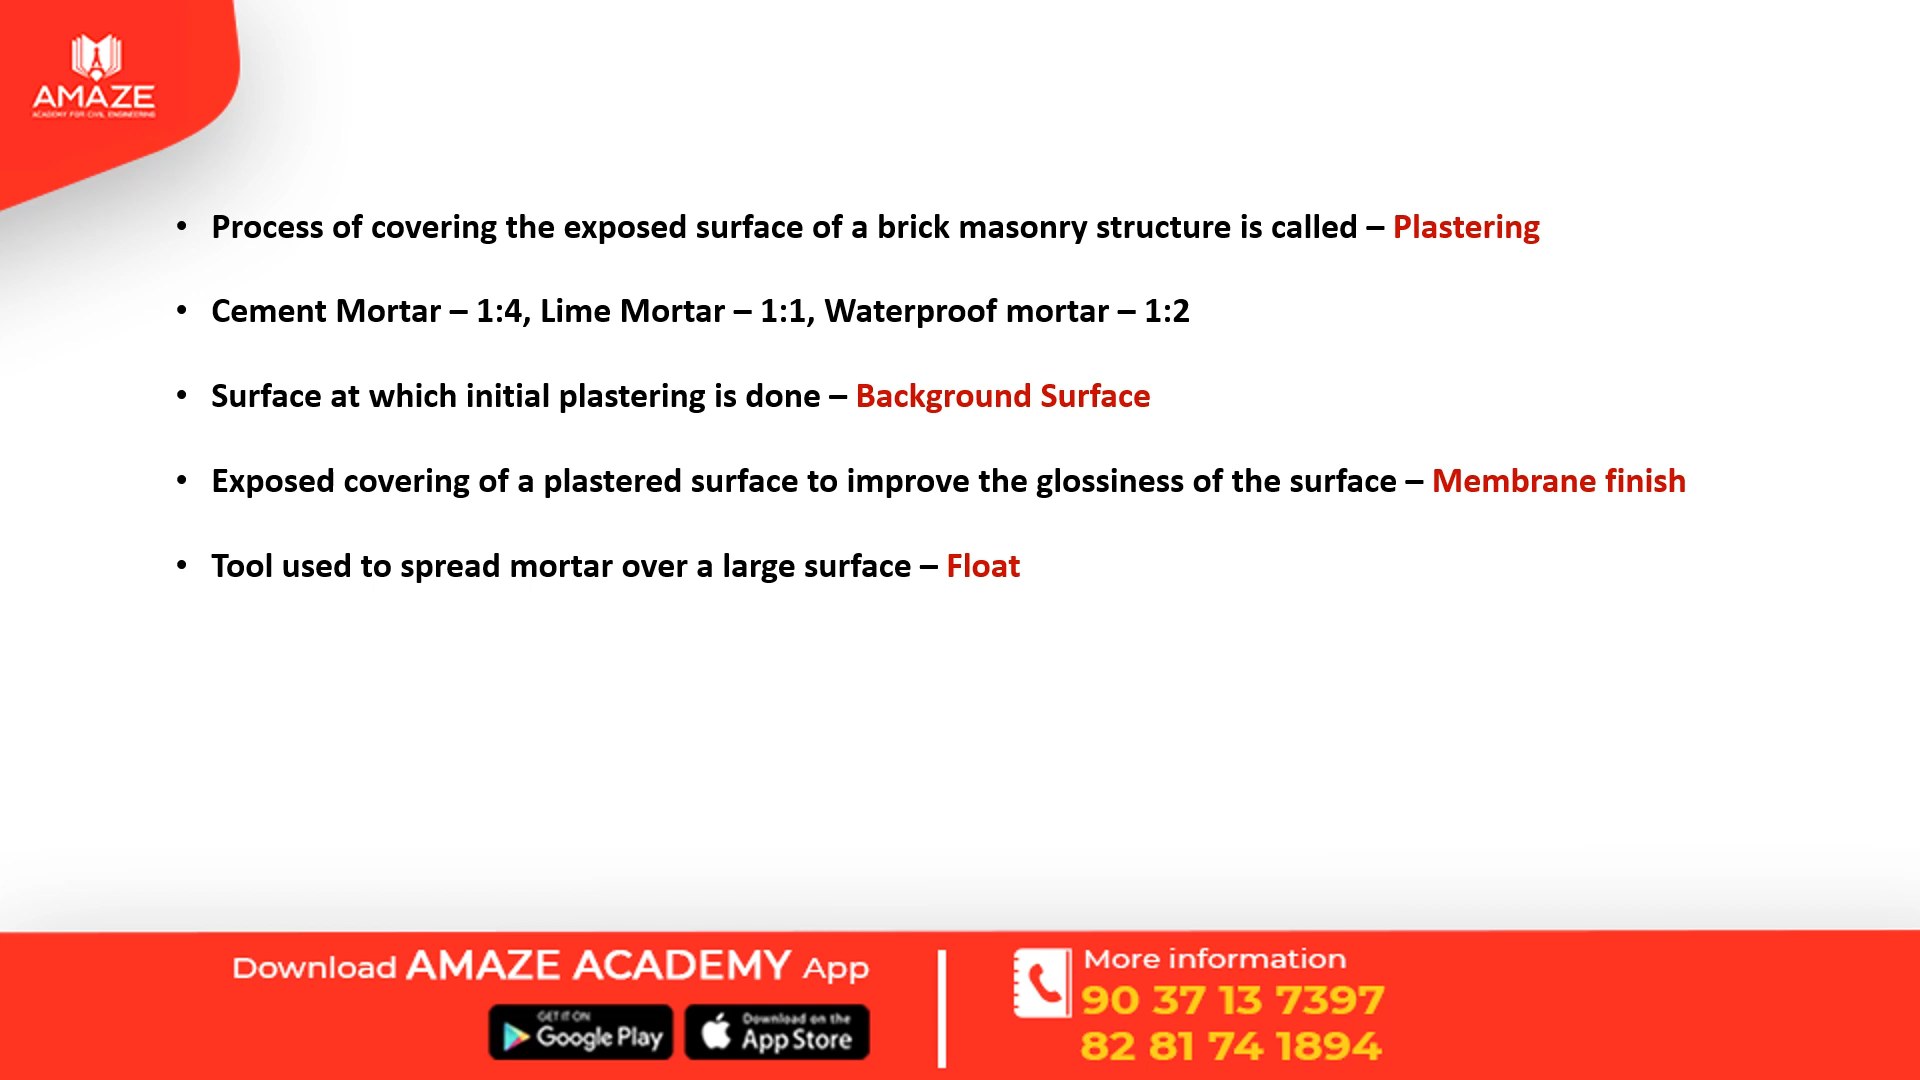 AMAZE
ACADEMY FOR CIVIL ENGINEERING
• Process of covering the exposed surface of a brick masonry structure is called – Plastering
• Cement Mortar – 1:4, Lime Mortar – 1:1, Waterproof mortar – 1:2
• Surface at which initial plastering is done – Background Surface
• Exposed covering of a plastered surface to improve the glossiness of the surface – Membrane finish
• Tool used to spread mortar over a large surface – Float
Download AMAZE ACADEMY App
GET IT ON
Google Play
Download on the
App Store
More information
90 37 13 7397
82 81 74 1894